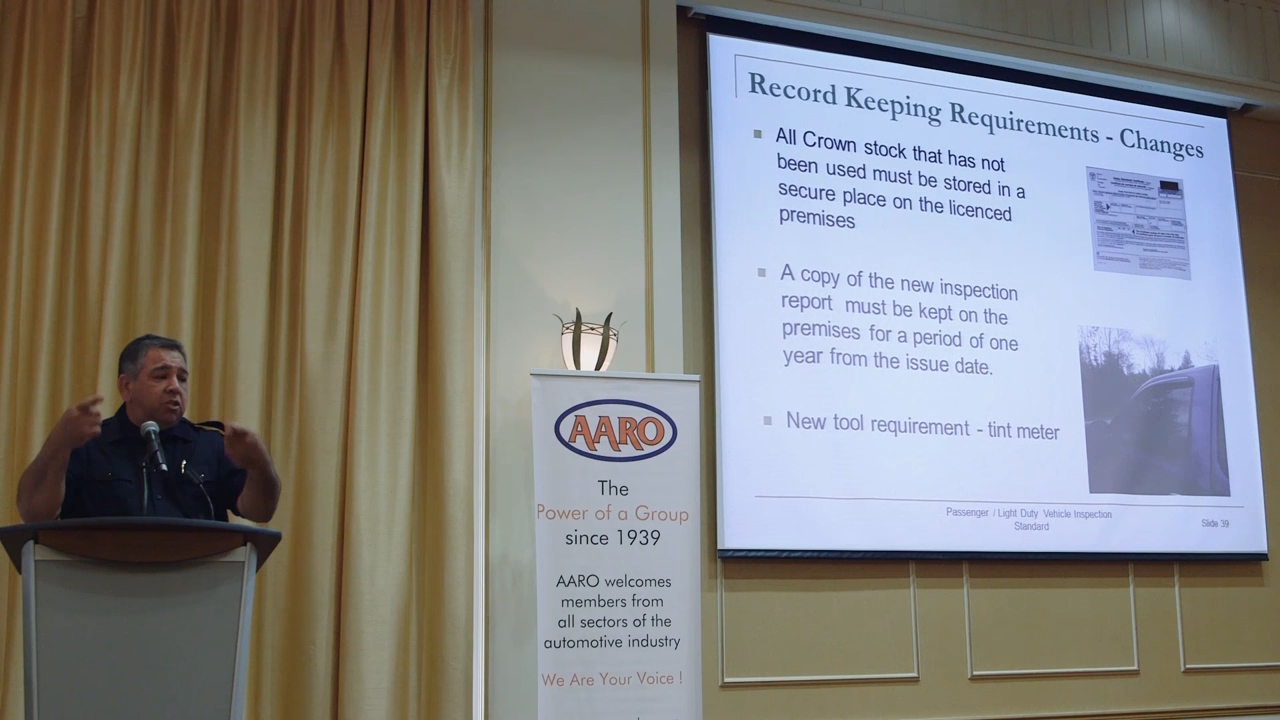 Record Keeping Requirements - Changes
All Crown stock that has not
been used must be stored in a
secure place on the licenced
premises
A copy of the new inspection
report must be kept on the
premises for a period of one
year from the issue date.
New tool requirement - tint meter
Passenger / Light Duty Vehicle Inspection
Standard
Slide 39
AARO
The
Power of a Group
since 1939
AARO welcomes
members from
all sectors of the
automotive industry
We Are Your Voice !